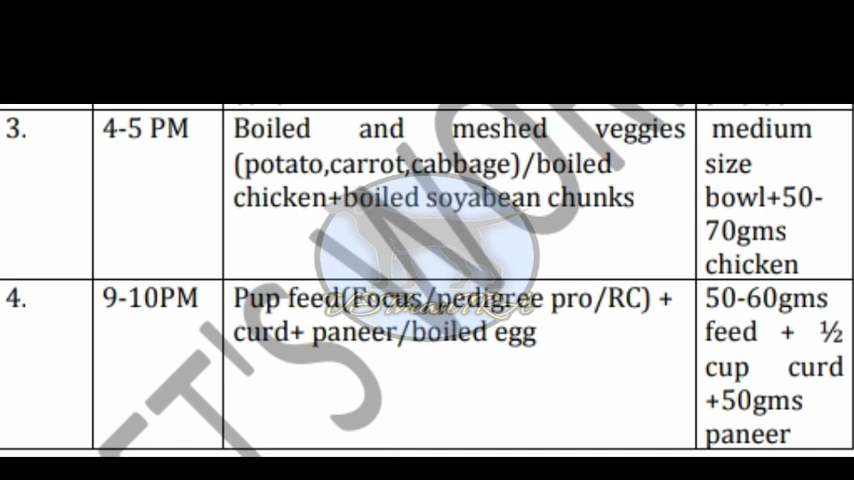 3.
4-5 PM
Boiled and meshed veggies
(potato,carrot,cabbage)/boiled
chicken+boiled soyabean chunks
medium
size
bowl+50-
70gms
chicken
4.
9-10PM
Pup feed(Focus/pedigree pro/RC) +
curd+ paneer/boiled egg
50-60gms
feed + ½
cup curd
+50gms
paneer